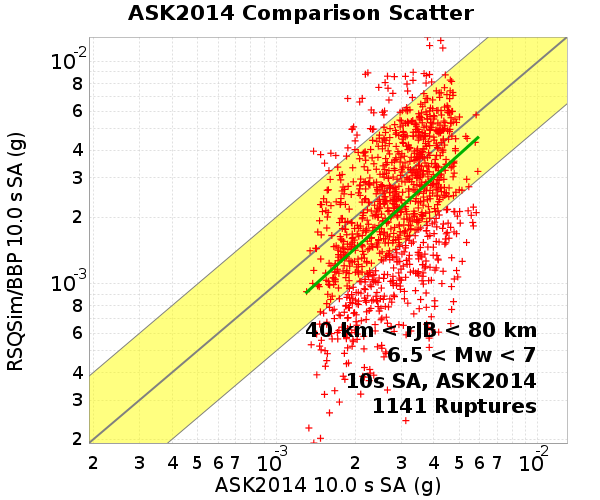 ASK2014 Comparison Scatter
RSQSim/BBP 10.0 s SA (g)
10^-2
8
6
4
3
2
10^-3
8
6
4
3
2
40 km < rJB < 80 km
6.5 < Mw < 7
10s SA, ASK2014
1141 Ruptures
2 3 4 5 6 7 10^-3 2 3 4 5 6 7 10^-2
ASK2014 10.0 s SA (g)